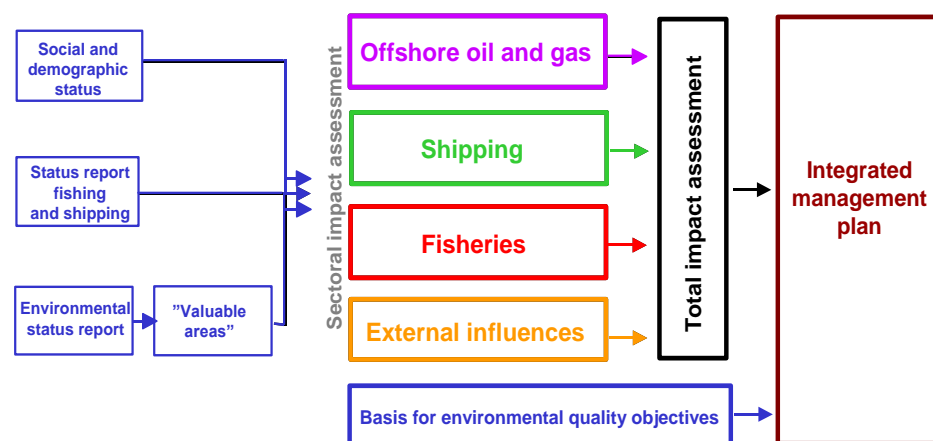 Social and
demographic
status
Status report
fishing
and shipping
Environmental
status report
”Valuable
areas”
Sectoral impact assessment
Offshore oil and gas
Shipping
Fisheries
External influences
Basis for environmental quality objectives
Total impact assessment
Integrated
management
plan